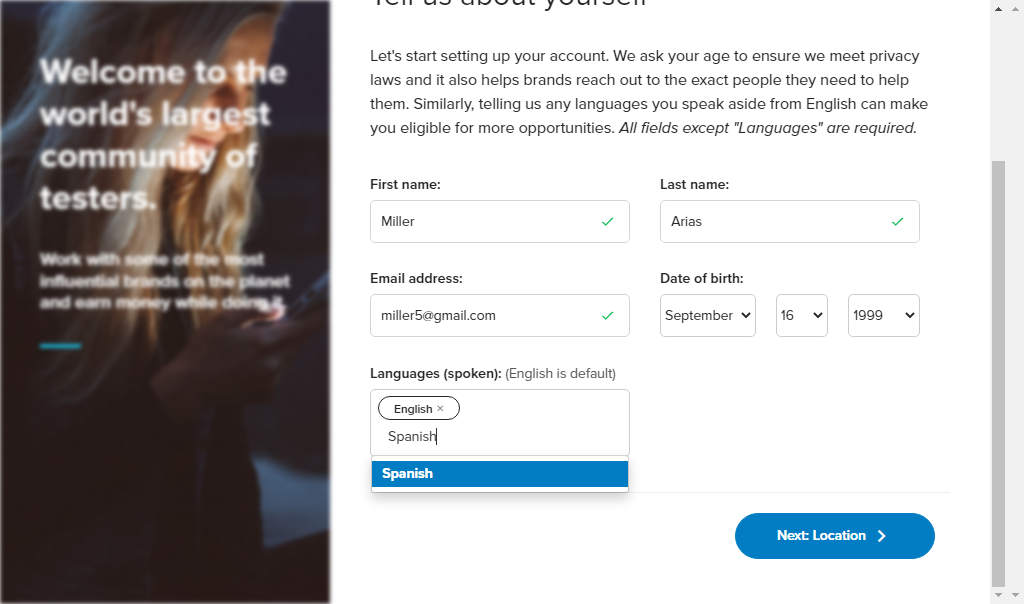 Tell us about yourself
Welcome to the
world's largest
community of
testers.
Work with some of the most
influential brands on the planet
and earn money while doing it.
Let's start setting up your account. We ask your age to ensure we meet privacy
laws and it also helps brands reach out to the exact people they need to help
them. Similarly, telling us any languages you speak aside from English can make
you eligible for more opportunities. All fields except "Languages" are required.
First name:
Last name:
Miller
Arias
Email address:
Date of birth:
miller5@gmail.com
September
16
1999
Languages (spoken): (English is default)
English ×
Spanish
Spanish
Next: Location